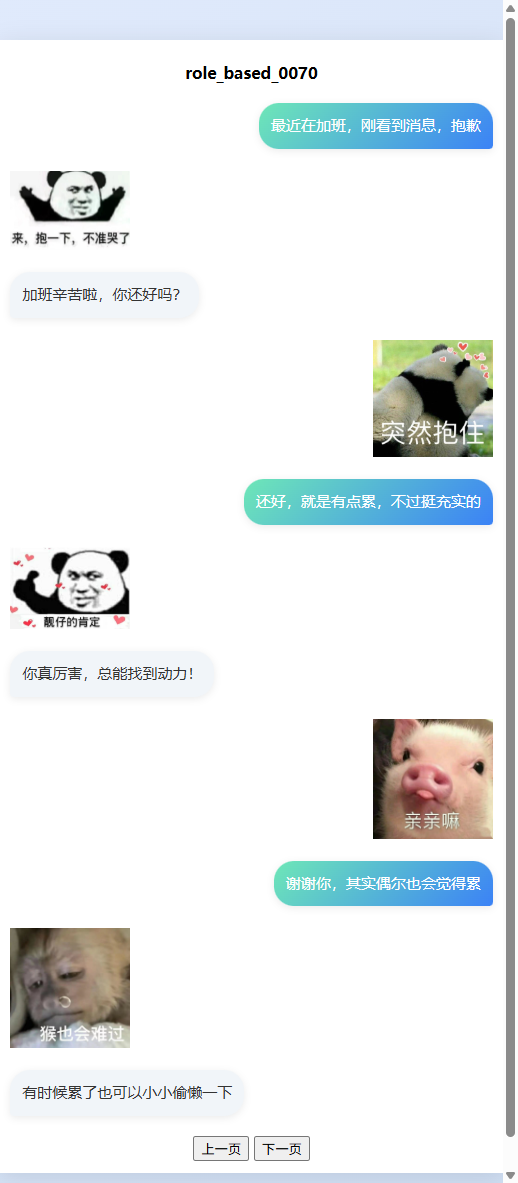 role_based_0070
最近在加班，刚看到消息，抱歉
来，抱一下，不准哭了
加班辛苦啦，你还好吗？
突然抱住
还好，就是有点累，不过挺充实的
靓仔的肯定
你真厉害，总能找到动力！
亲亲嘛
谢谢你，其实偶尔也会觉得累
猴也会难过
有时候累了也可以小小偷懒一下
上一页 下一页